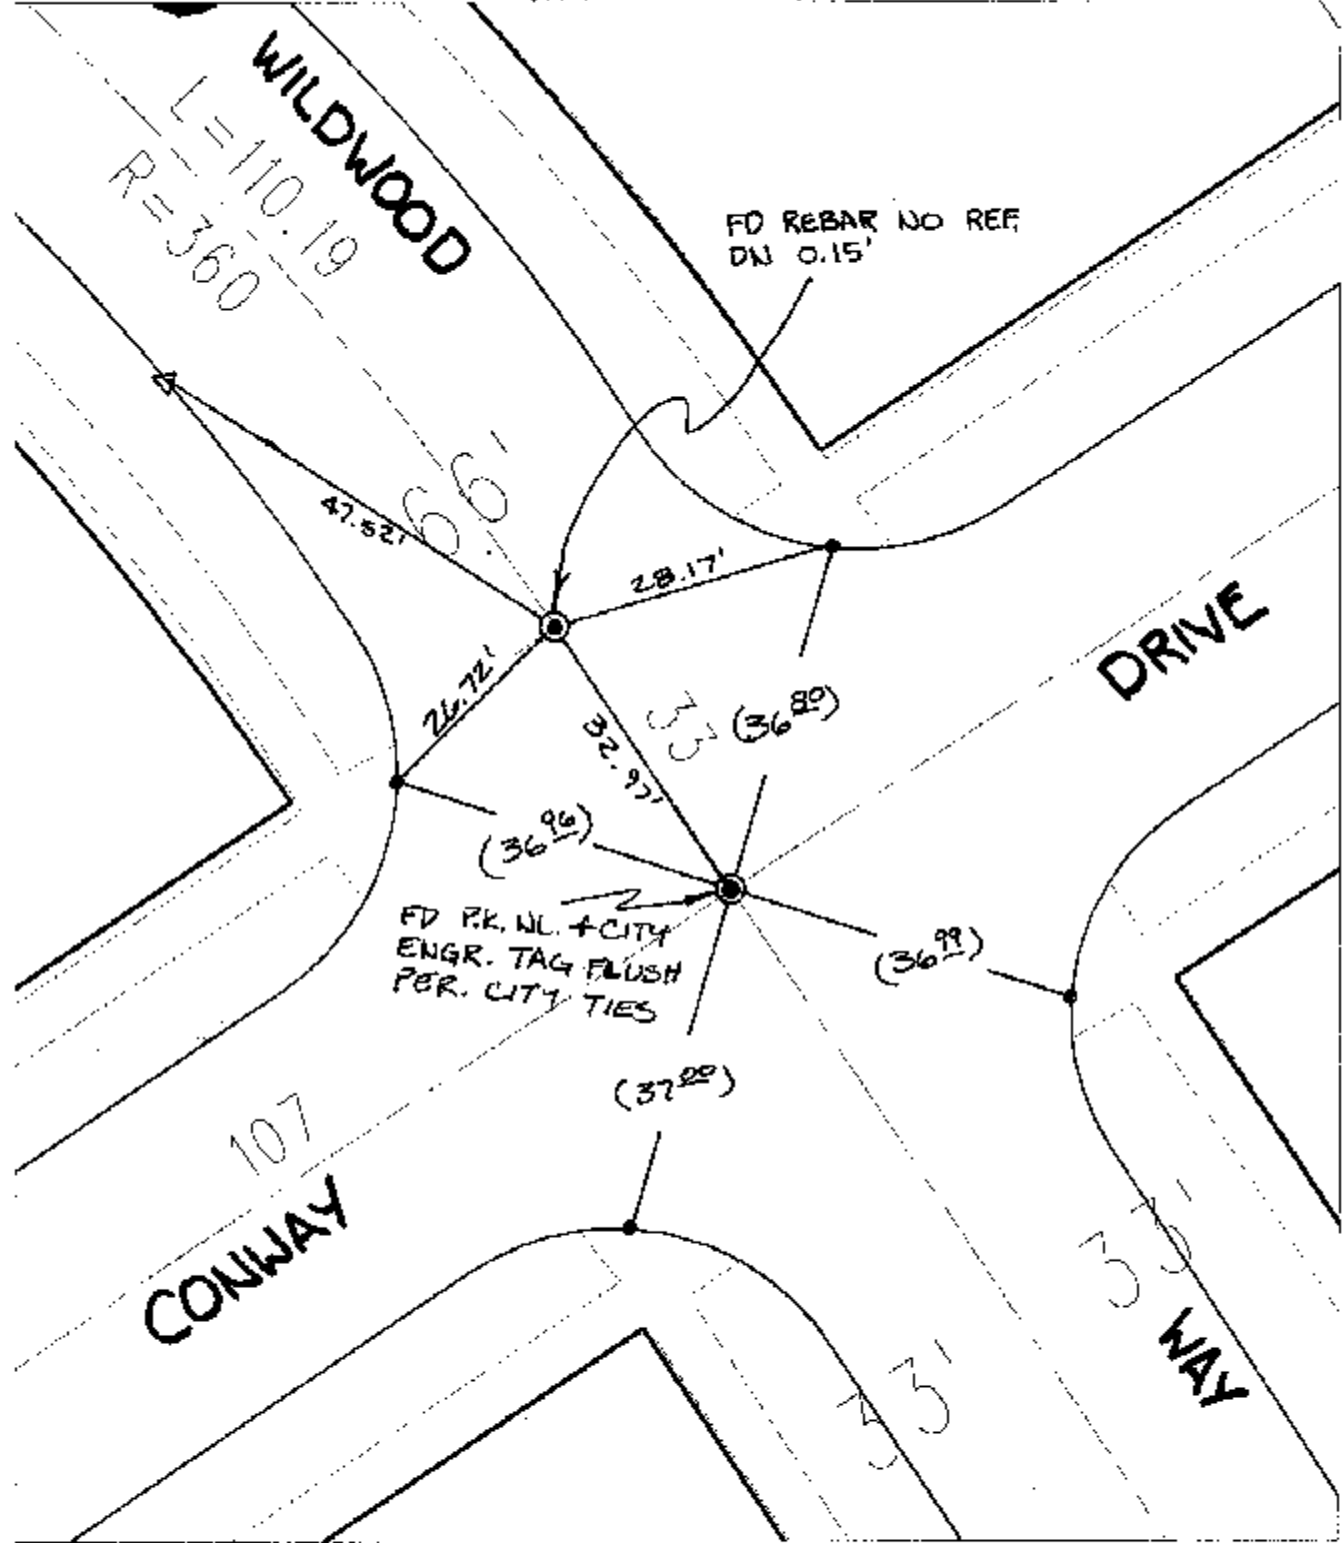 WILDWOOD
L=110.19
R=360
FD REBAR NO REF.
DN 0.15'
66'
47.52'
28.17'
26.72'
32.97'
33
(36 80)
DRIVE
(36 96)
FD P.K. NL. + CITY
ENGR. TAG FLUSH
PER. CITY TIES
(36 99)
(37 00)
107
CONWAY
33'
33'
WAY